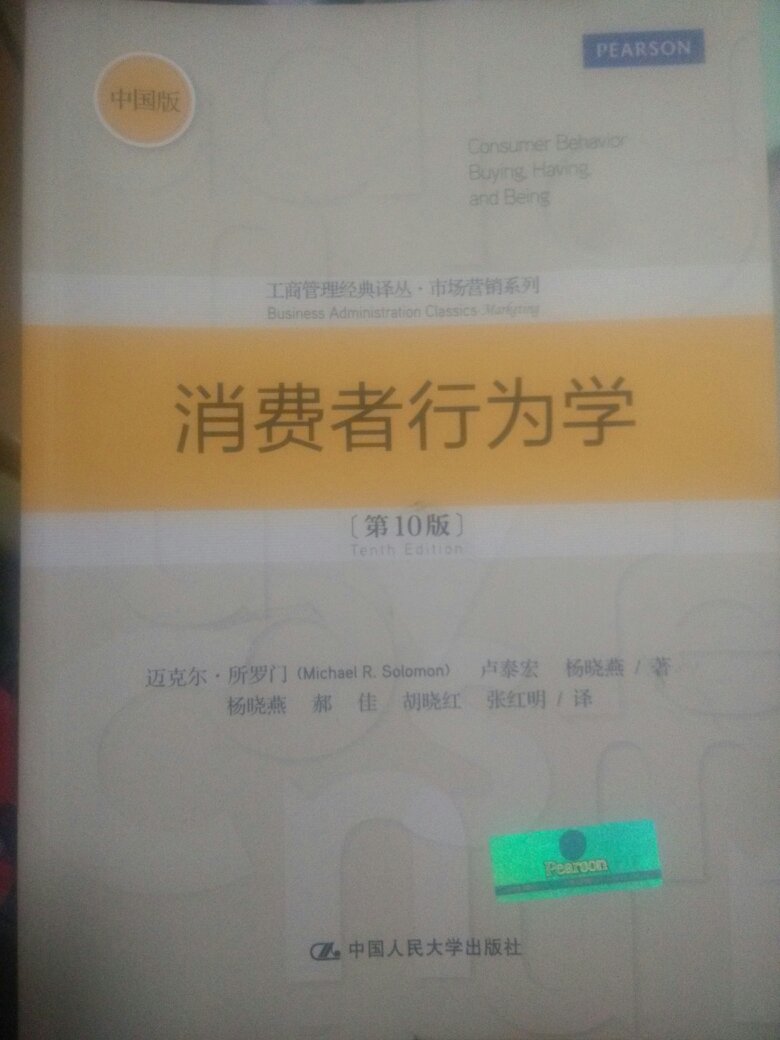 PEARSON
中国版
Consumer Behavior
Buying, Having,
and Being
工商管理经典译丛·市场营销系列
Business Administration Classics·Marketing
消费者行为学
〔第10版〕
Tenth Edition
迈克尔·所罗门（Michael R. Solomon） 卢泰宏 杨晓燕 / 著
杨晓燕 郝 佳 胡晓红 张红明 / 译
Pearson
中国人民大学出版社